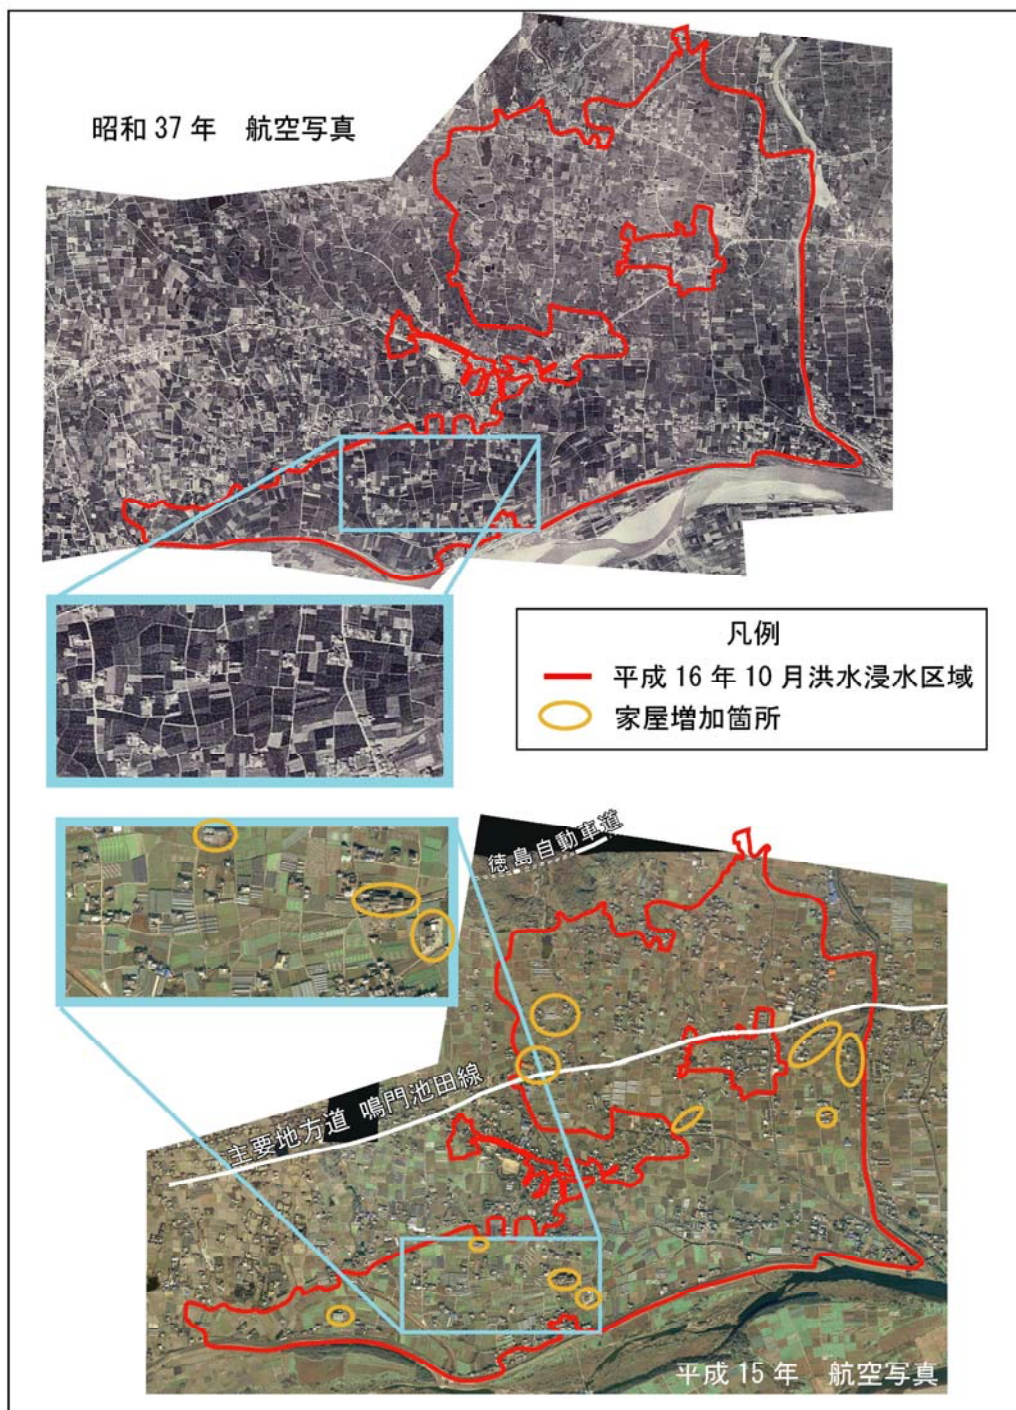 昭和 37 年　航空写真
凡例
平成 16 年 10 月洪水浸水区域
家屋増加箇所
徳島自動車道
主要地方道　鳴門池田線
平成 15 年　航空写真